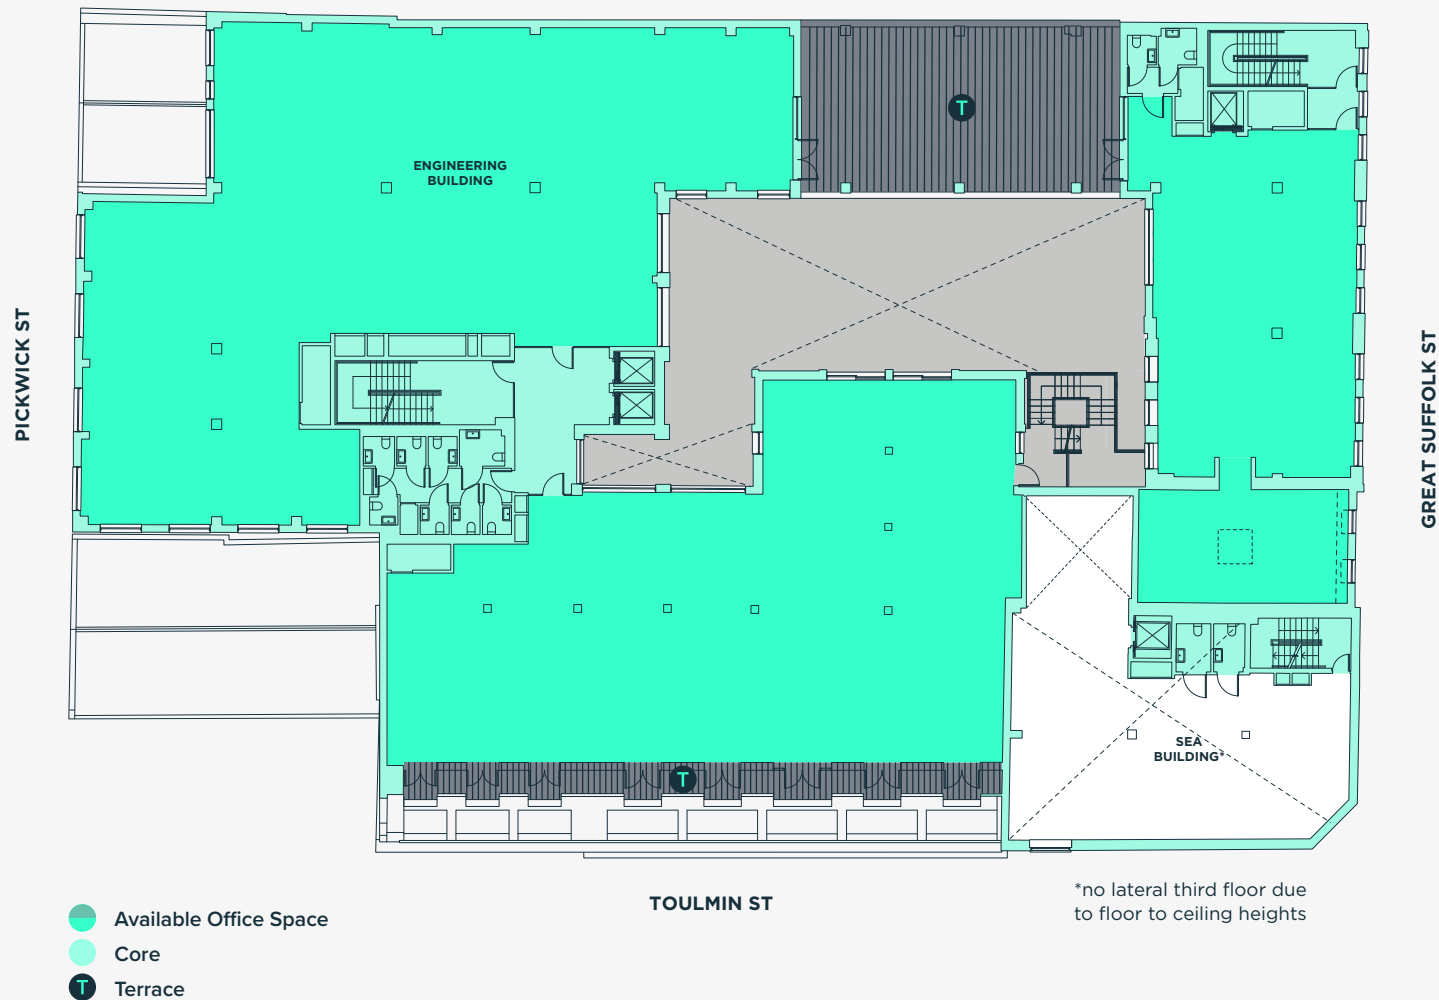 T
ENGINEERING
BUILDING
PICKWICK ST
GREAT SUFFOLK ST
SEA
BUILDING*
T
TOULMIN ST
*no lateral third floor due
to floor to ceiling heights
Available Office Space
Core
T Terrace